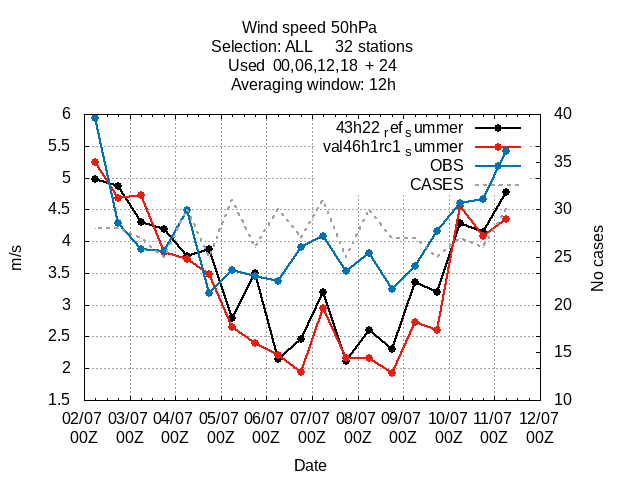 Wind speed 50hPa
Selection: ALL 32 stations
Used 00,06,12,18 + 24
Averaging window: 12h
43h22 refsummer
val46h1rc1 summer
OBS
CASES
6
5.5
5
4.5
4
3.5
3
2.5
2
1.5
m/s
40
35
30
25
20
15
10
No cases
02/07 03/07 04/07 05/07 06/07 07/07 08/07 09/07 10/07 11/07 12/07
00Z 00Z 00Z 00Z 00Z 00Z 00Z 00Z 00Z 00Z 00Z
Date